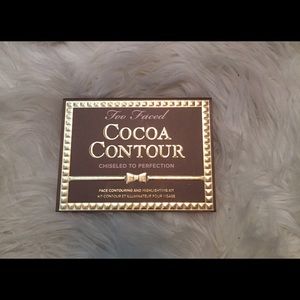 Too Faced
COCOA
CONTOUR
CHISELED TO PERFECTION
FACE CONTOURING AND HIGHLIGHTING KIT
KIT CONTOUR ET ILLUMINATEUR POUR VISAGE